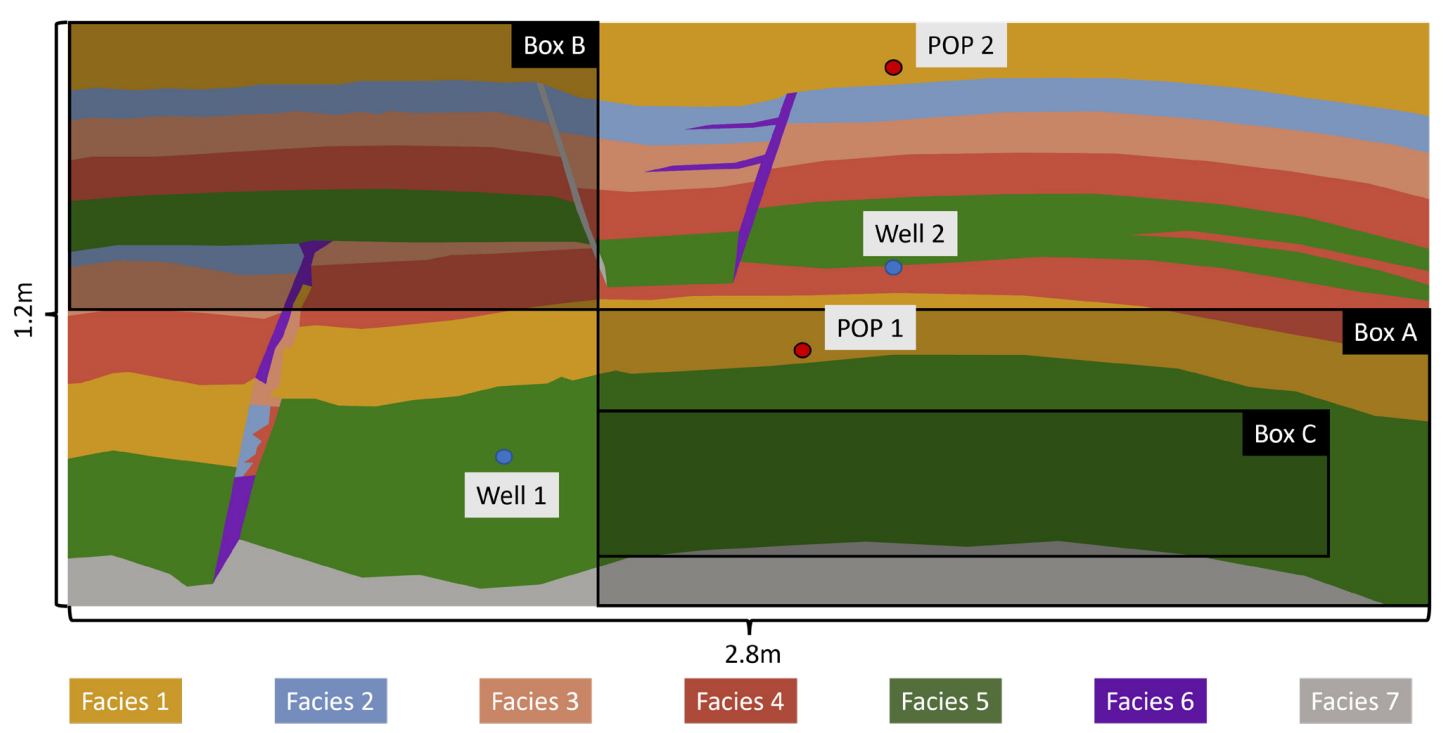 Box B
POP 2
Well 2
1.2m
POP 1
Box A
Box C
Well 1
2.8m
Facies 1
Facies 2
Facies 3
Facies 4
Facies 5
Facies 6
Facies 7